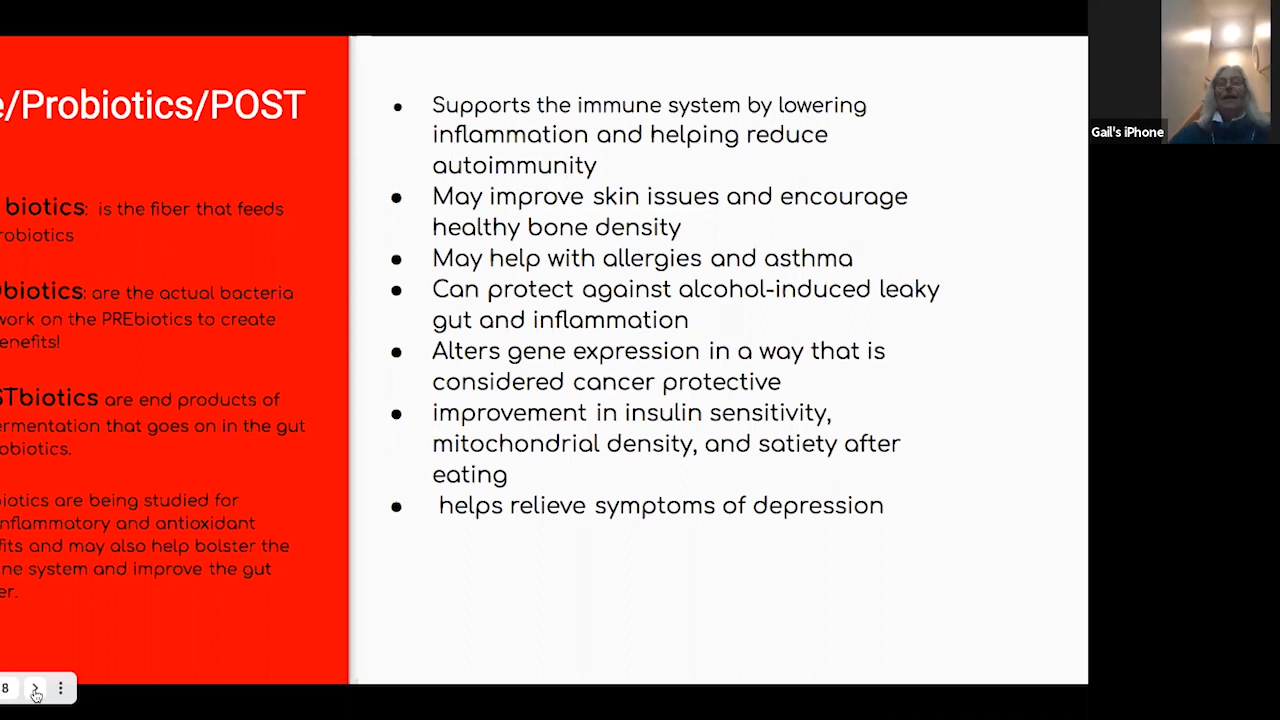 e/Probiotics/POST
biotics: is the fiber that feeds
robiotics
biotics: are the actual bacteria
work on the PREbiotics to create
enefits!
STbiotics are end products of
ermentation that goes on in the gut
obiotics.
biotics are being studied for
nflammatory and antioxidant
fits and may also help bolster the
ne system and improve the gut
er.
● Supports the immune system by lowering
inflammation and helping reduce
autoimmunity
● May improve skin issues and encourage
healthy bone density
● May help with allergies and asthma
● Can protect against alcohol-induced leaky
gut and inflammation
● Alters gene expression in a way that is
considered cancer protective
● improvement in insulin sensitivity,
mitochondrial density, and satiety after
eating
● helps relieve symptoms of depression
Gail's iPhone
8